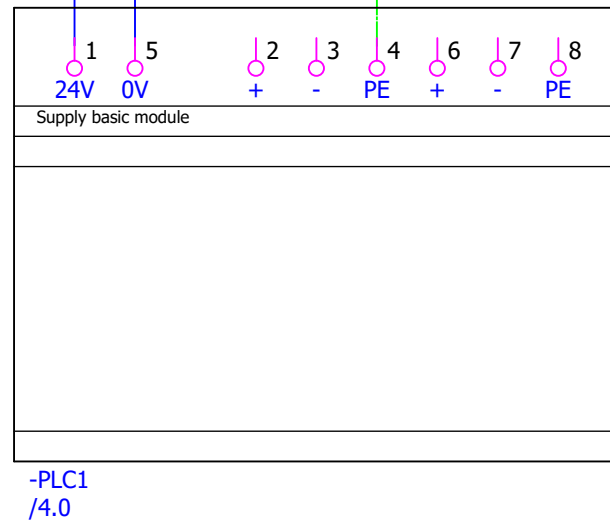 1 5 2 3 4 6 7 8
24V 0V + - PE + - PE
Supply basic module
-PLC1
/4.0